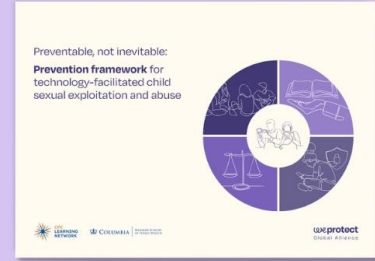 Preventable, not inevitable:
Prevention framework for
technology-facilitated child
sexual exploitation and abuse
CPC
LEARNING
NETWORK
COLUMBIA
weprotect
Global Alliance